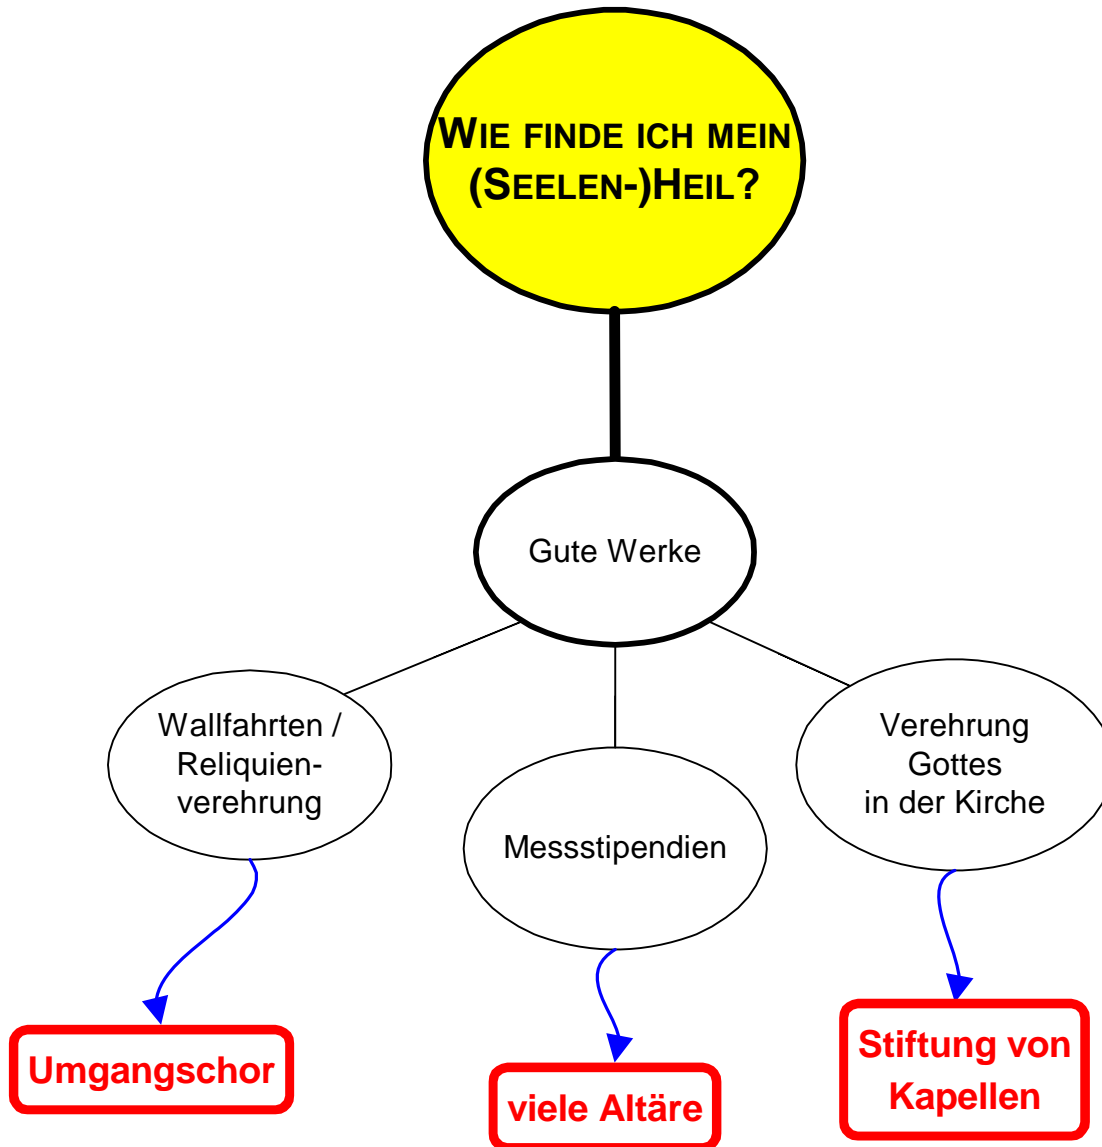 WIE FINDE ICH MEIN
(SEELEN-)HEIL?
Gute Werke
Wallfahrten /
Reliquien-
verehrung
Messstipendien
Verehrung
Gottes
in der Kirche
Umgangschor
viele Altäre
Stiftung von
Kapellen